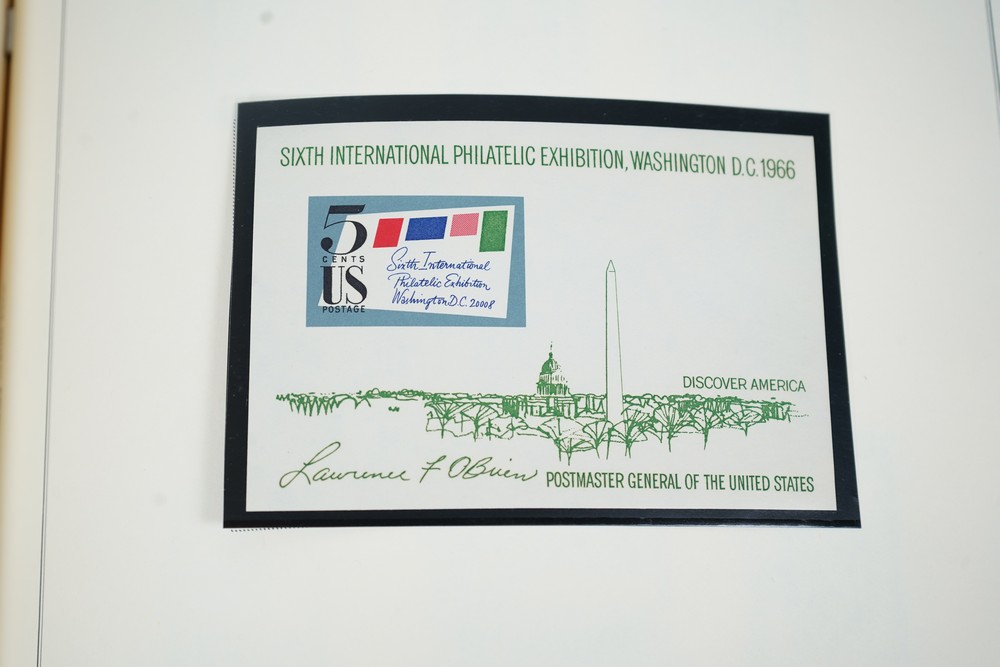 SIXTH INTERNATIONAL PHILATELIC EXHIBITION, WASHINGTON D.C. 1966
5
CENTS
US
POSTAGE
Sixth International
Philatelic Exhibition
Washington D.C. 20008
DISCOVER AMERICA
Lawrence F O'Brien
POSTMASTER GENERAL OF THE UNITED STATES